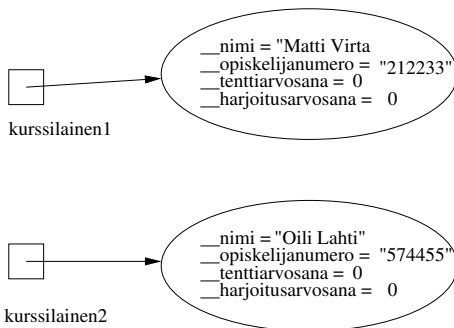 __nimi = "Matti Virta
__opiskelijanumero = "212233"
__tenttiarvosana = 0
__harjoitusarvosana = 0
kurssilainen1
__nimi = "Oili Lahti"
__opiskelijanumero = "574455"
__tenttiarvosana = 0
__harjoitusarvosana = 0
kurssilainen2